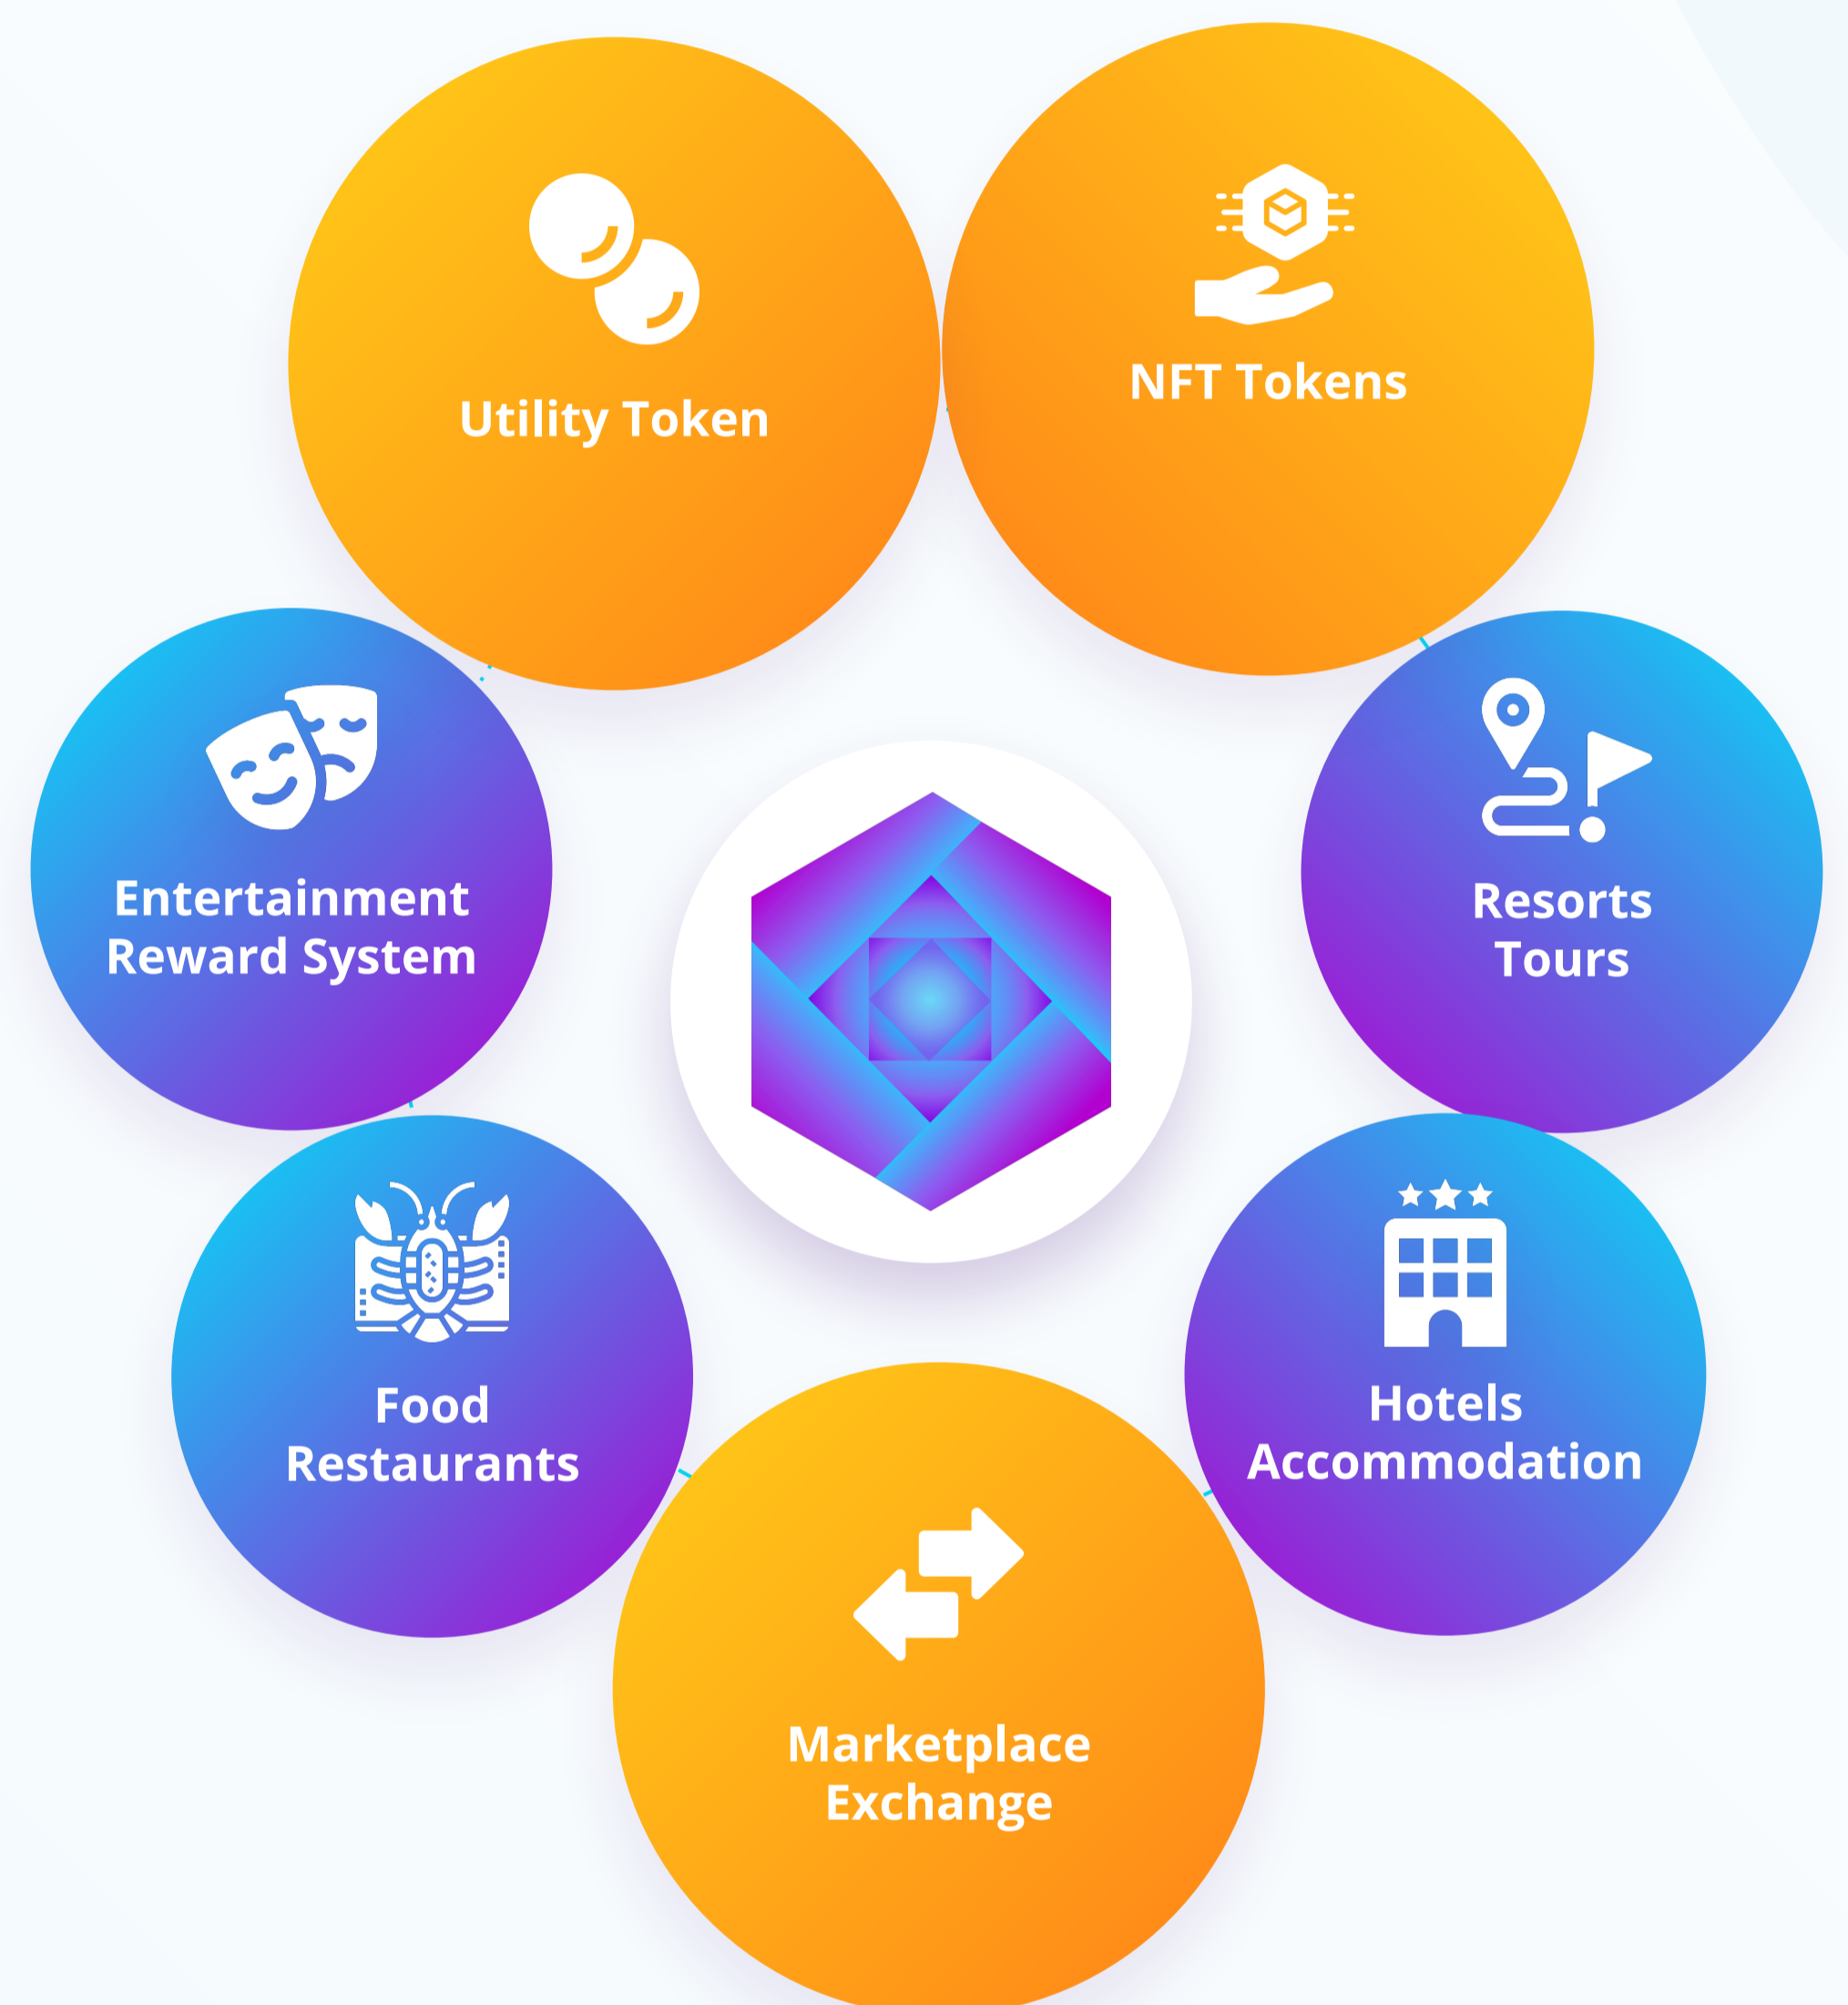 Utility Token
NFT Tokens
Entertainment
Reward System
Resorts
Tours
Food
Restaurants
Hotels
Accommodation
Marketplace
Exchange